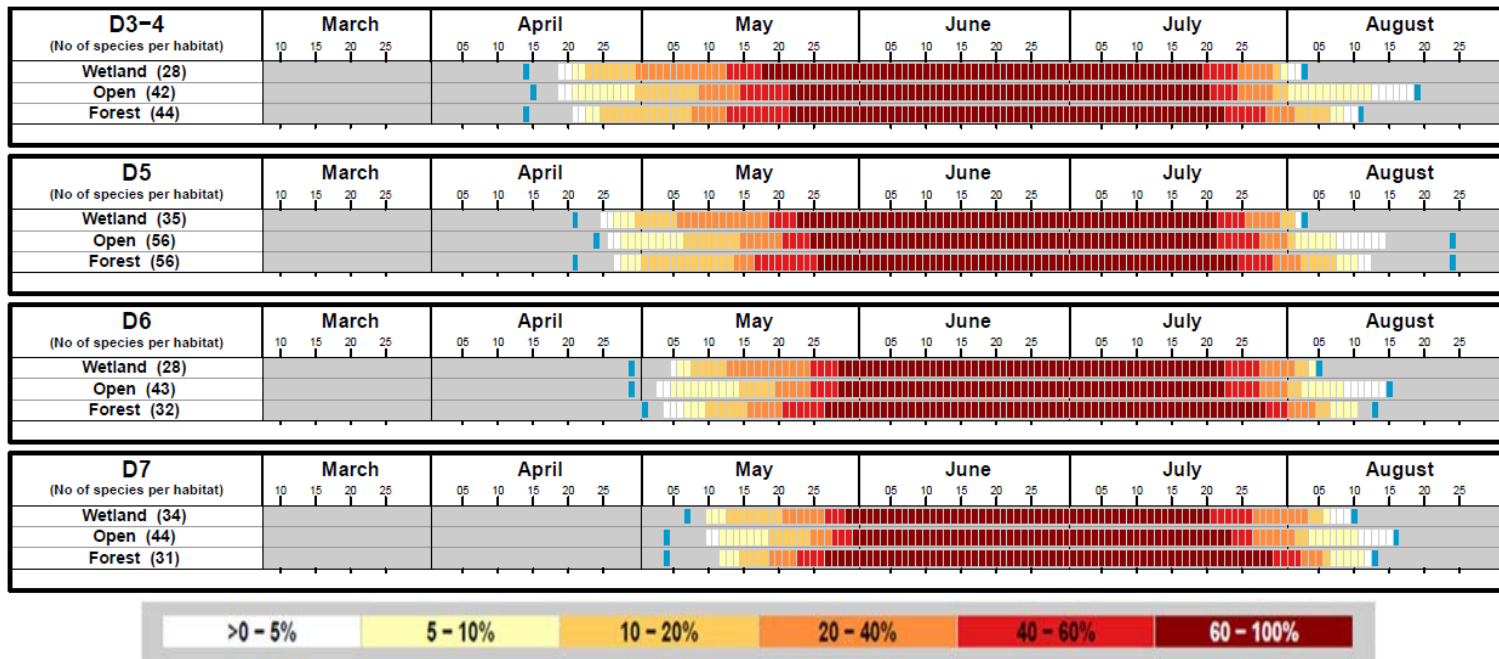 D3−4 March April May June July August
(No of species per habitat) 10 15 20 25 05 10 15 20 25 05 10 15 20 25 05 10 15 20 25 05 10 15 20 25 05 10 15 20 25
Wetland (28)
Open (42)
Forest (44)
D5 March April May June July August
(No of species per habitat) 10 15 20 25 05 10 15 20 25 05 10 15 20 25 05 10 15 20 25 05 10 15 20 25 05 10 15 20 25
Wetland (35)
Open (56)
Forest (56)
D6 March April May June July August
(No of species per habitat) 10 15 20 25 05 10 15 20 25 05 10 15 20 25 05 10 15 20 25 05 10 15 20 25 05 10 15 20 25
Wetland (28)
Open (43)
Forest (32)
D7 March April May June July August
(No of species per habitat) 10 15 20 25 05 10 15 20 25 05 10 15 20 25 05 10 15 20 25 05 10 15 20 25 05 10 15 20 25
Wetland (34)
Open (44)
Forest (31)
>0 – 5% 5 – 10% 10 – 20% 20 – 40% 40 – 60% 60 – 100%